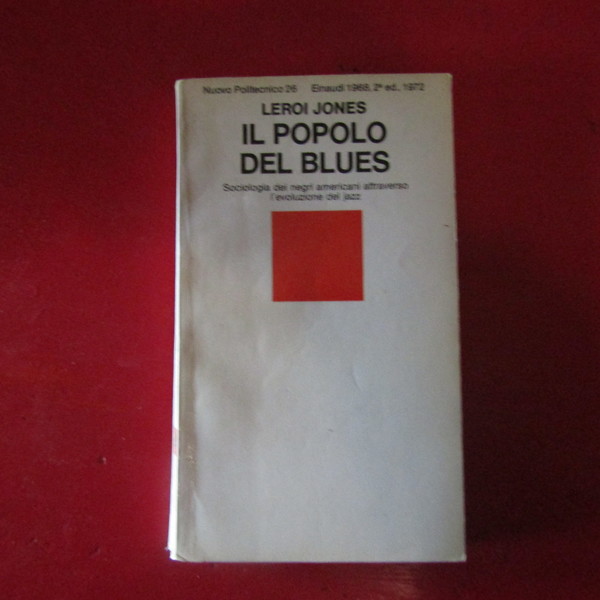 Nuovo Politecnico 26 Einaudi 1968, 2ª ed., 1972
LEROI JONES
IL POPOLO
DEL BLUES
Sociologia dei negri americani attraverso
l'evoluzione del jazz